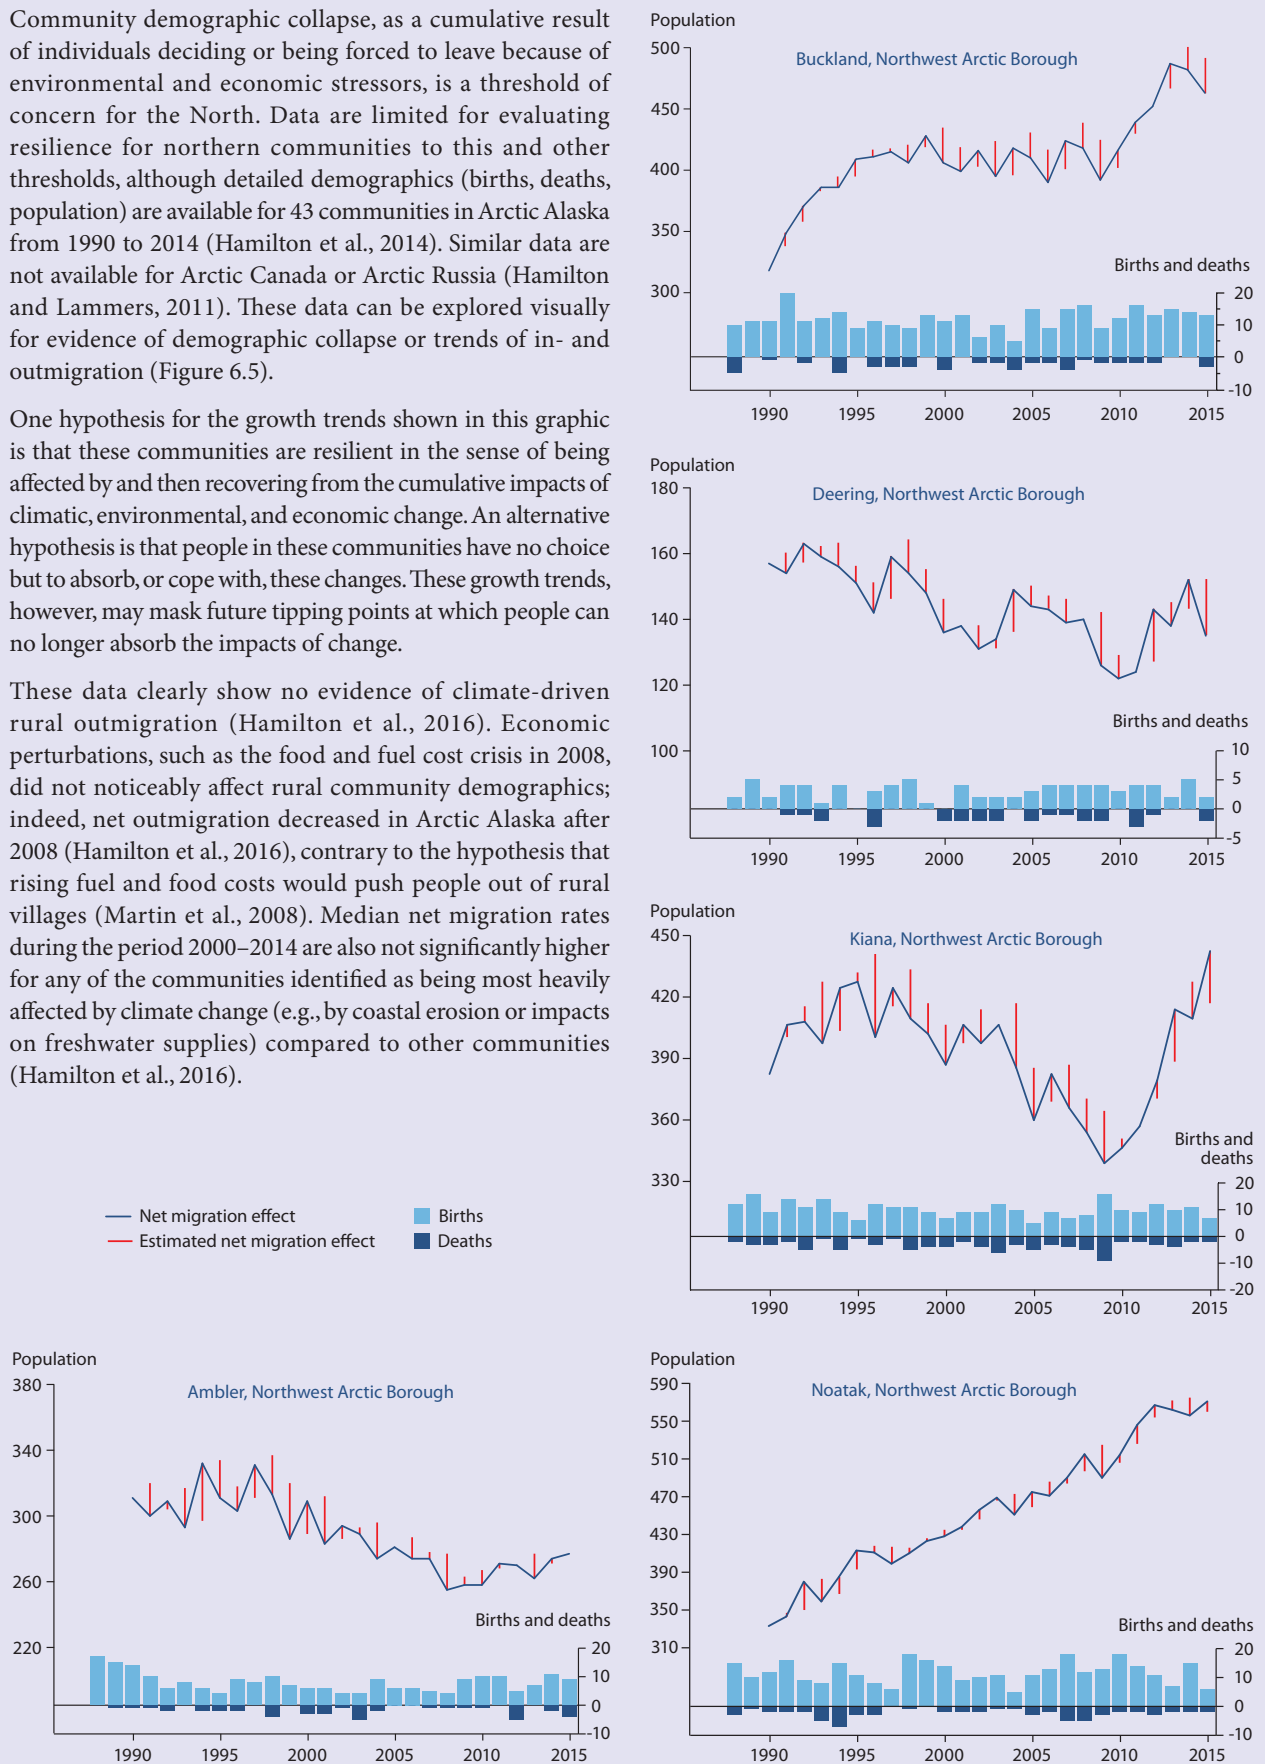 Community demographic collapse, as a cumulative result
of individuals deciding or being forced to leave because of
environmental and economic stressors, is a threshold of
concern for the North. Data are limited for evaluating
resilience for northern communities to this and other
thresholds, although detailed demographics (births, deaths,
population) are available for 43 communities in Arctic Alaska
from 1990 to 2014 (Hamilton et al., 2014). Similar data are
not available for Arctic Canada or Arctic Russia (Hamilton
and Lammers, 2011). These data can be explored visually
for evidence of demographic collapse or trends of in- and
outmigration (Figure 6.5).
One hypothesis for the growth trends shown in this graphic
is that these communities are resilient in the sense of being
affected by and then recovering from the cumulative impacts of
climatic, environmental, and economic change. An alternative
hypothesis is that people in these communities have no choice
but to absorb, or cope with, these changes. These growth trends,
however, may mask future tipping points at which people can
no longer absorb the impacts of change.
These data clearly show no evidence of climate-driven
rural outmigration (Hamilton et al., 2016). Economic
perturbations, such as the food and fuel cost crisis in 2008,
did not noticeably affect rural community demographics;
indeed, net outmigration decreased in Arctic Alaska after
2008 (Hamilton et al., 2016), contrary to the hypothesis that
rising fuel and food costs would push people out of rural
villages (Martin et al., 2008). Median net migration rates
during the period 2000–2014 are also not significantly higher
for any of the communities identified as being most heavily
affected by climate change (e.g., by coastal erosion or impacts
on freshwater supplies) compared to other communities
(Hamilton et al., 2016).
Net migration effect
Estimated net migration effect
Births
Deaths
Population
Buckland, Northwest Arctic Borough
500
450
400
350
300
Births and deaths
20
10
0
-10
1990 1995 2000 2005 2010 2015
Population
Deering, Northwest Arctic Borough
180
160
140
120
100
Births and deaths
10
5
0
-5
1990 1995 2000 2005 2010 2015
Population
Kiana, Northwest Arctic Borough
450
420
390
360
330
Births and
deaths
20
10
0
-10
-20
1990 1995 2000 2005 2010 2015
Population
Ambler, Northwest Arctic Borough
380
340
300
260
220
Births and deaths
20
10
0
-10
1990 1995 2000 2005 2010 2015
Population
Noatak, Northwest Arctic Borough
590
550
510
470
430
390
350
310
Births and deaths
20
10
0
-10
1990 1995 2000 2005 2010 2015